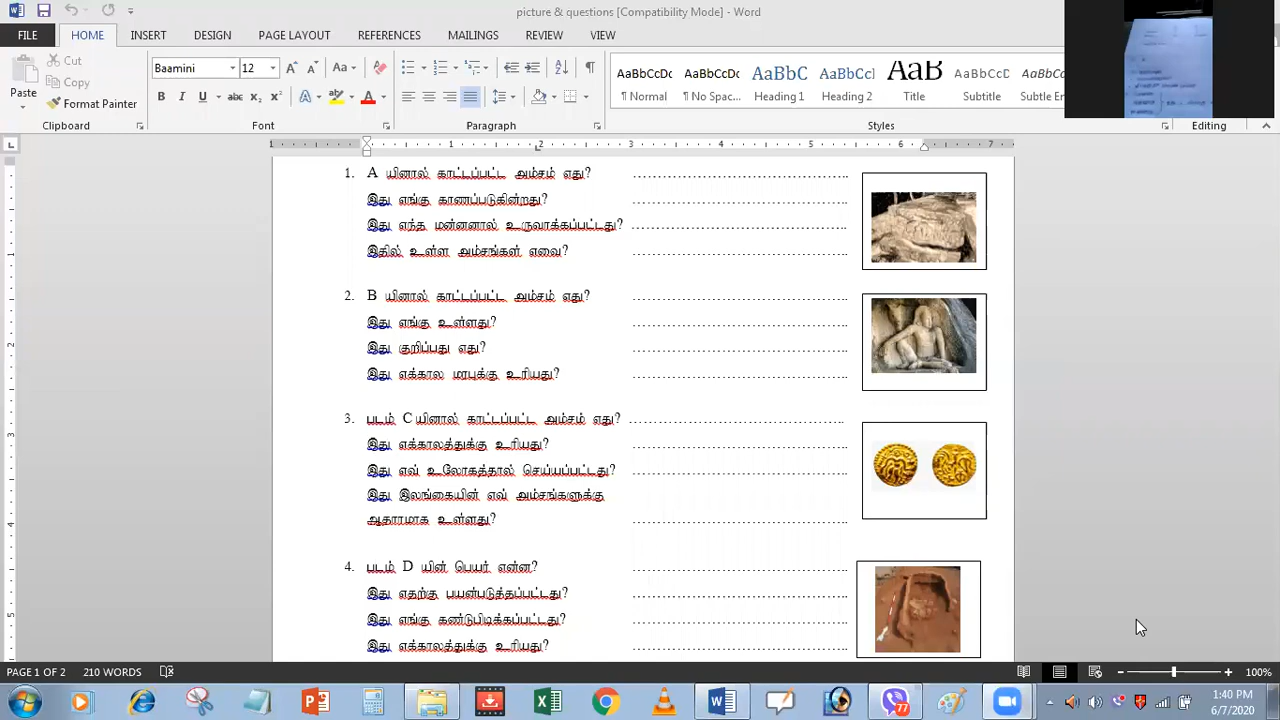 picture & questions [Compatibility Mode] - Word
FILE HOME INSERT DESIGN PAGE LAYOUT REFERENCES MAILINGS REVIEW VIEW
Cut
Copy
Format Painter
Paste
Baamini 12
Clipboard Font Paragraph Styles Editing
AaBbCcDc AaBbCcDc AaBbC AaBbCcl AaB AaBbCcDd AaBbCcDc
Normal ¶ No Spac... Heading 1 Heading 2 Title Subtitle Subtle Em
1. A யினால் காட்டப்பட்ட அம்சம் எது?
இது எங்கு காணப்படுகின்றது?
இது எந்த மன்னனால் உருவாக்கப்பட்டது?
இதில் உள்ள அம்சங்கள் எவை?
2. B யினால் காட்டப்பட்ட அம்சம் எது?
இது எங்கு உள்ளது?
இது குறிப்பது எது?
இது எக்கால மரபுக்கு உரியது?
3. படம் C யினால் காட்டப்பட்ட அம்சம் எது?
இது எக்காலத்துக்கு உரியது?
இது எவ் உலோகத்தால் செய்யப்பட்டது?
இது இலங்கையின் எவ் அம்சங்களுக்கு
ஆதாரமாக உள்ளது?
4. படம் D யின் பெயர் என்ன?
இது எதற்கு பயன்படுத்தப்பட்டது?
இது எங்கு கண்டுபிடிக்கப்பட்டது?
இது எக்காலத்துக்கு உரியது?
PAGE 1 OF 2 210 WORDS 100%
77
1:40 PM
6/7/2020